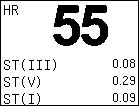 HR 55
ST(III) 0.08
ST(V) 0.29
ST(I) 0.09